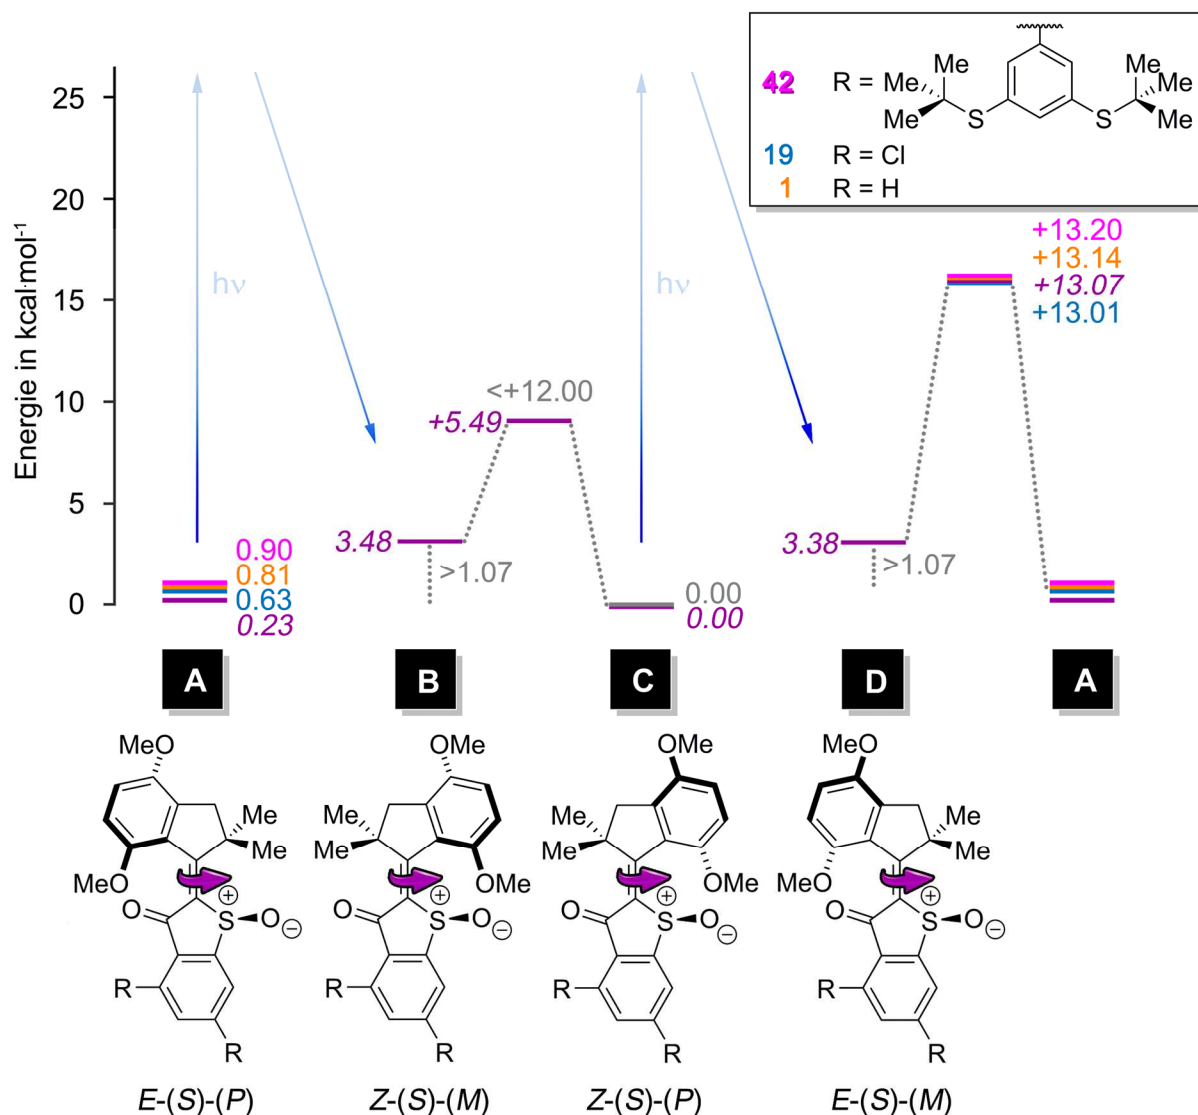 Energie in kcal·mol⁻¹
25
20
15
10
5
0
hν
hν
42 R =
Me
Me
Me
S
S
Me
Me
Me
19 R = Cl
1 R = H
+13.20
+13.14
+13.07
+13.01
<+12.00
+5.49
3.48
>1.07
3.38
>1.07
0.90
0.81
0.63
0.23
0.00
0.00
A B C D A
MeO
Me
Me
MeO
O
S
+
O
−
R
R
OMe
Me
Me
OMe
O
S
+
O
−
R
R
OMe
Me
Me
OMe
O
S
+
O
−
R
R
MeO
Me
Me
MeO
O
S
+
O
−
R
R
E-(S)-(P) Z-(S)-(M) Z-(S)-(P) E-(S)-(M)